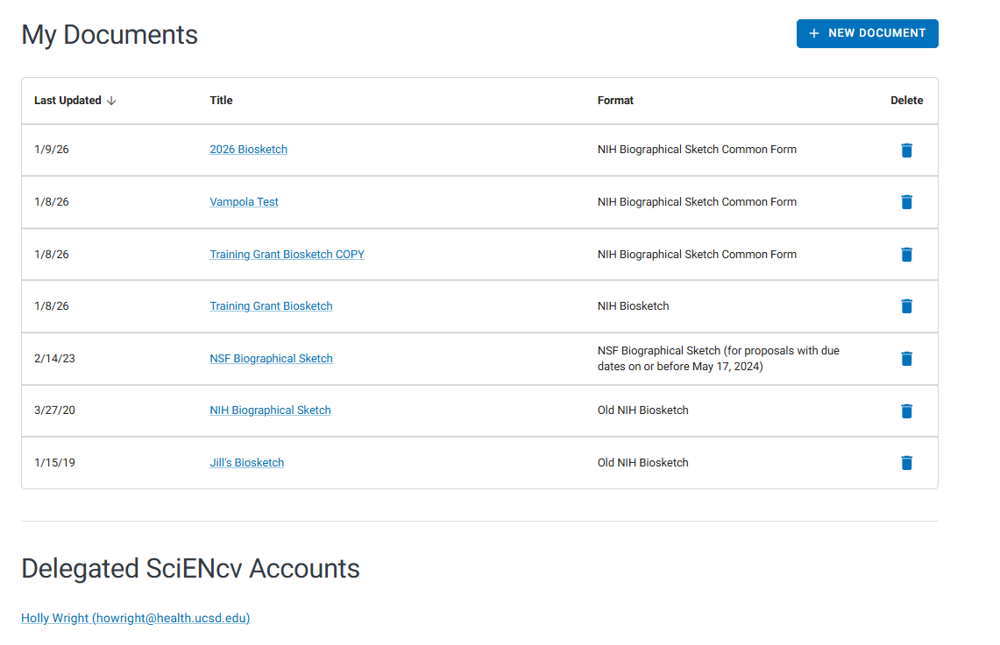 My Documents
+ NEW DOCUMENT
Last Updated ↓ Title Format Delete
1/9/26 2026 Biosketch NIH Biographical Sketch Common Form
1/8/26 Vampola Test NIH Biographical Sketch Common Form
1/8/26 Training Grant Biosketch COPY NIH Biographical Sketch Common Form
1/8/26 Training Grant Biosketch NIH Biosketch
2/14/23 NSF Biographical Sketch NSF Biographical Sketch (for proposals with due
dates on or before May 17, 2024)
3/27/20 NIH Biographical Sketch Old NIH Biosketch
1/15/19 Jill's Biosketch Old NIH Biosketch
Delegated SciENcv Accounts
Holly Wright (howright@health.ucsd.edu)